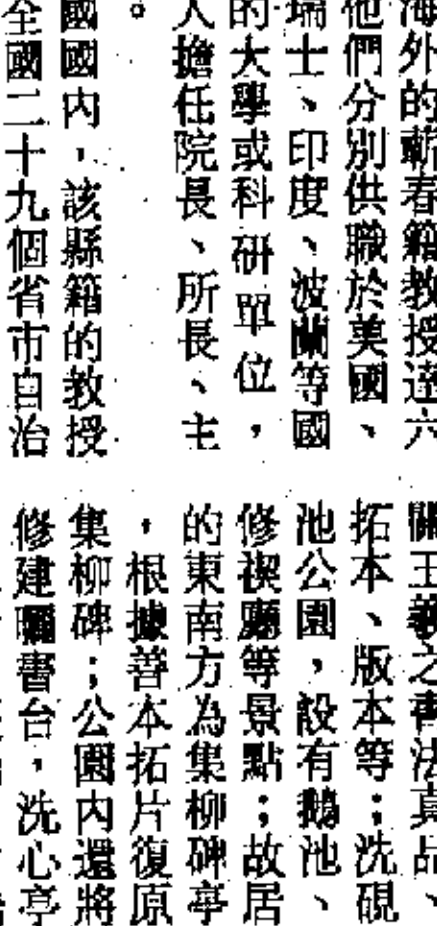 海外的蘄春籍教授達六
他們分別供職於美國、
瑞士、印度、波蘭等國
的大學或科研單位，
人擔任院長、所長、主
。
國國內，該縣籍的教授
全國二十九個省市自治
關王羲之書法真品、
拓本、版本等；洗硯
池公園，設有鵝池、
修禊廳等景點；故居
的東南方為集柳碑亭
，根據善本拓片復原
集柳碑；公園內還將
修建曬書台，洗心亭